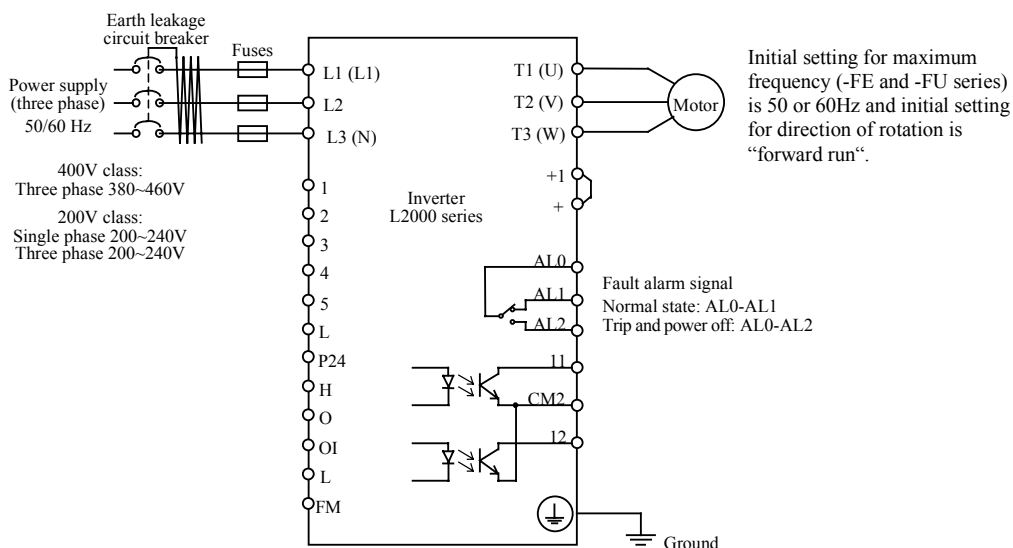 Earth leakage
circuit breaker
Fuses
Power supply
(three phase)
50/60 Hz
400V class:
Three phase 380~460V
200V class:
Single phase 200~240V
Three phase 200~240V
L1 (L1)
L2
L3 (N)
1
2
3
4
5
L
P24
H
O
OI
L
FM
Inverter
L2000 series
T1 (U)
T2 (V)
T3 (W)
+1
+
AL0
AL1
AL2
11
CM2
12
Motor
Initial setting for maximum
frequency (-FE and -FU series)
is 50 or 60Hz and initial setting
for direction of rotation is
“forward run“.
Fault alarm signal
Normal state: AL0-AL1
Trip and power off: AL0-AL2
Ground